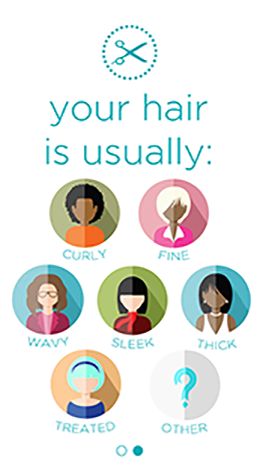 your hair
is usually:
CURLY
FINE
WAVY
SLEEK
THICK
TREATED
?
OTHER